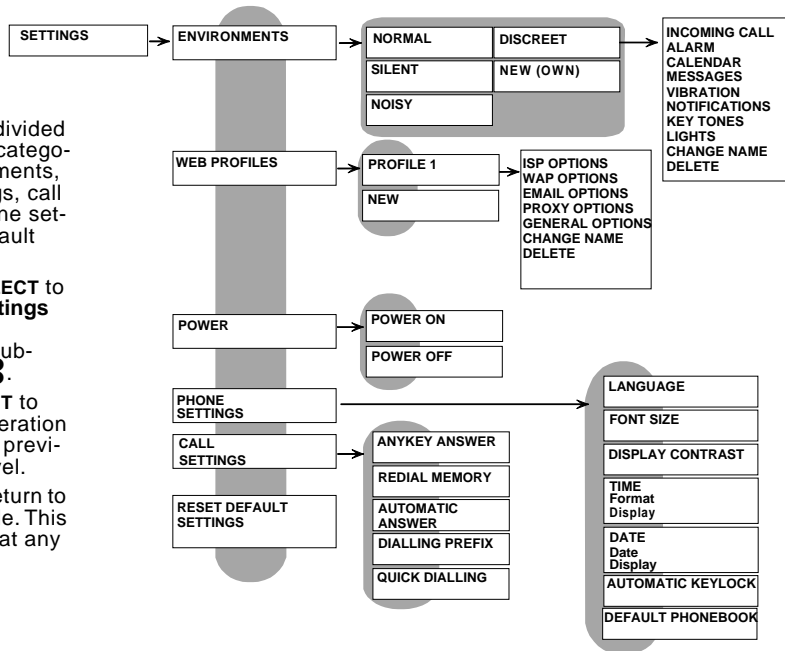 SETTINGS
ENVIRONMENTS
NORMAL
DISCREET
SILENT
NEW (OWN)
NOISY
INCOMING CALL
ALARM
CALENDAR
MESSAGES
VIBRATION
NOTIFICATIONS
KEY TONES
LIGHTS
CHANGE NAME
DELETE
divided
catego-
ments,
gs, call
ne set-
ault
ECT to
tings
ub-
3.
T to
eration
previ-
vel.
eturn to
e. This
at any
WEB PROFILES
PROFILE 1
NEW
ISP OPTIONS
WAP OPTIONS
EMAIL OPTIONS
PROXY OPTIONS
GENERAL OPTIONS
CHANGE NAME
DELETE
POWER
POWER ON
POWER OFF
PHONE
SETTINGS
LANGUAGE
FONT SIZE
DISPLAY CONTRAST
TIME
Format
Display
DATE
Date
Display
AUTOMATIC KEYLOCK
DEFAULT PHONEBOOK
CALL
SETTINGS
ANYKEY ANSWER
REDIAL MEMORY
AUTOMATIC
ANSWER
DIALLING PREFIX
QUICK DIALLING
RESET DEFAULT
SETTINGS